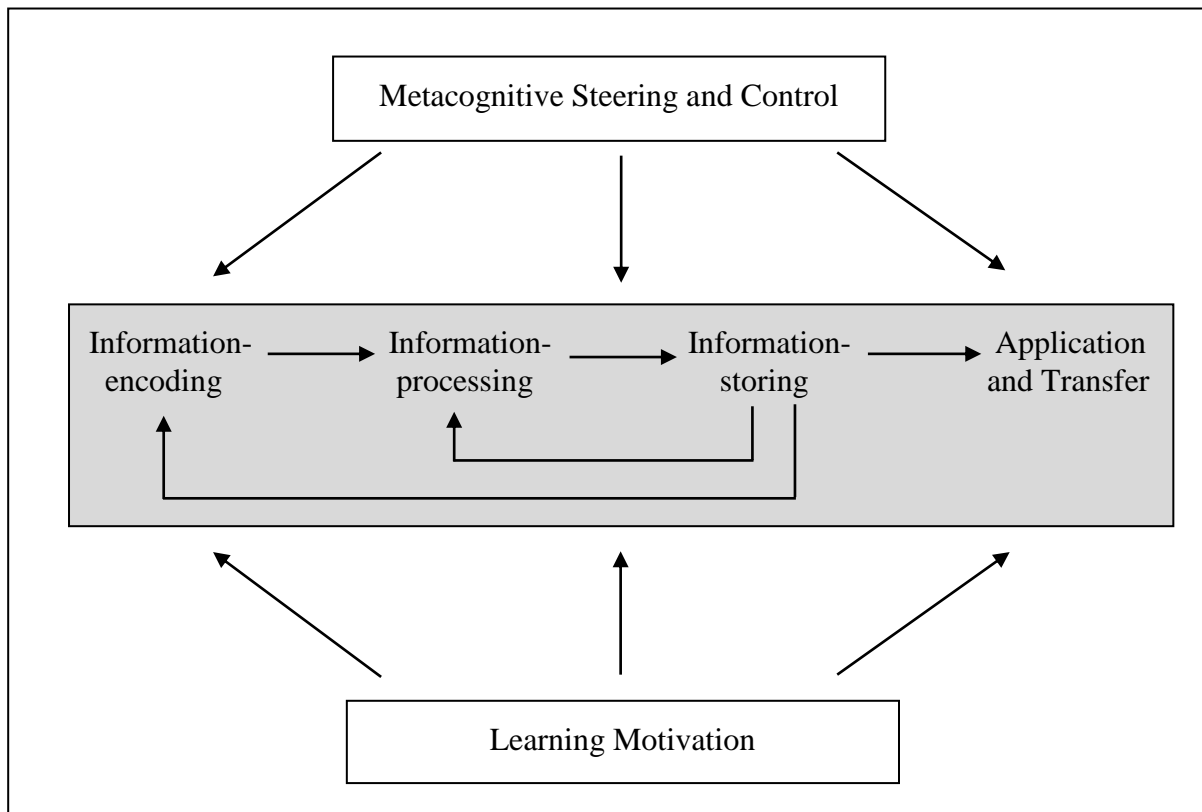 Metacognitive Steering and Control
Information-
encoding
Information-
processing
Information-
storing
Application
and Transfer
Learning Motivation